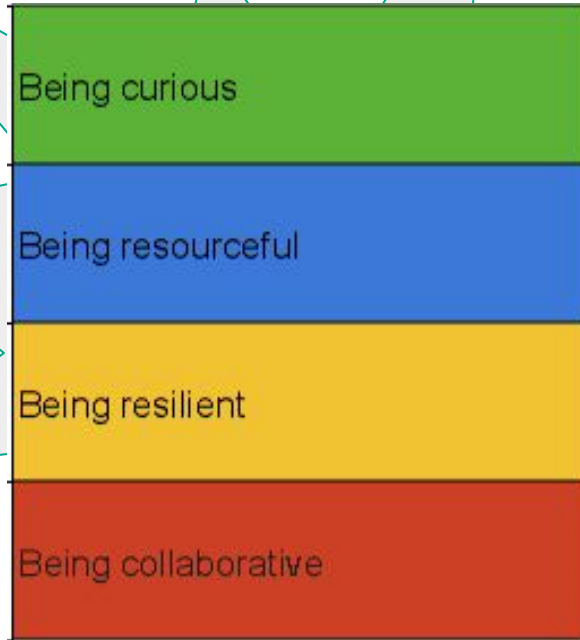 Being curious
Being resourceful
Being resilient
Being collaborative